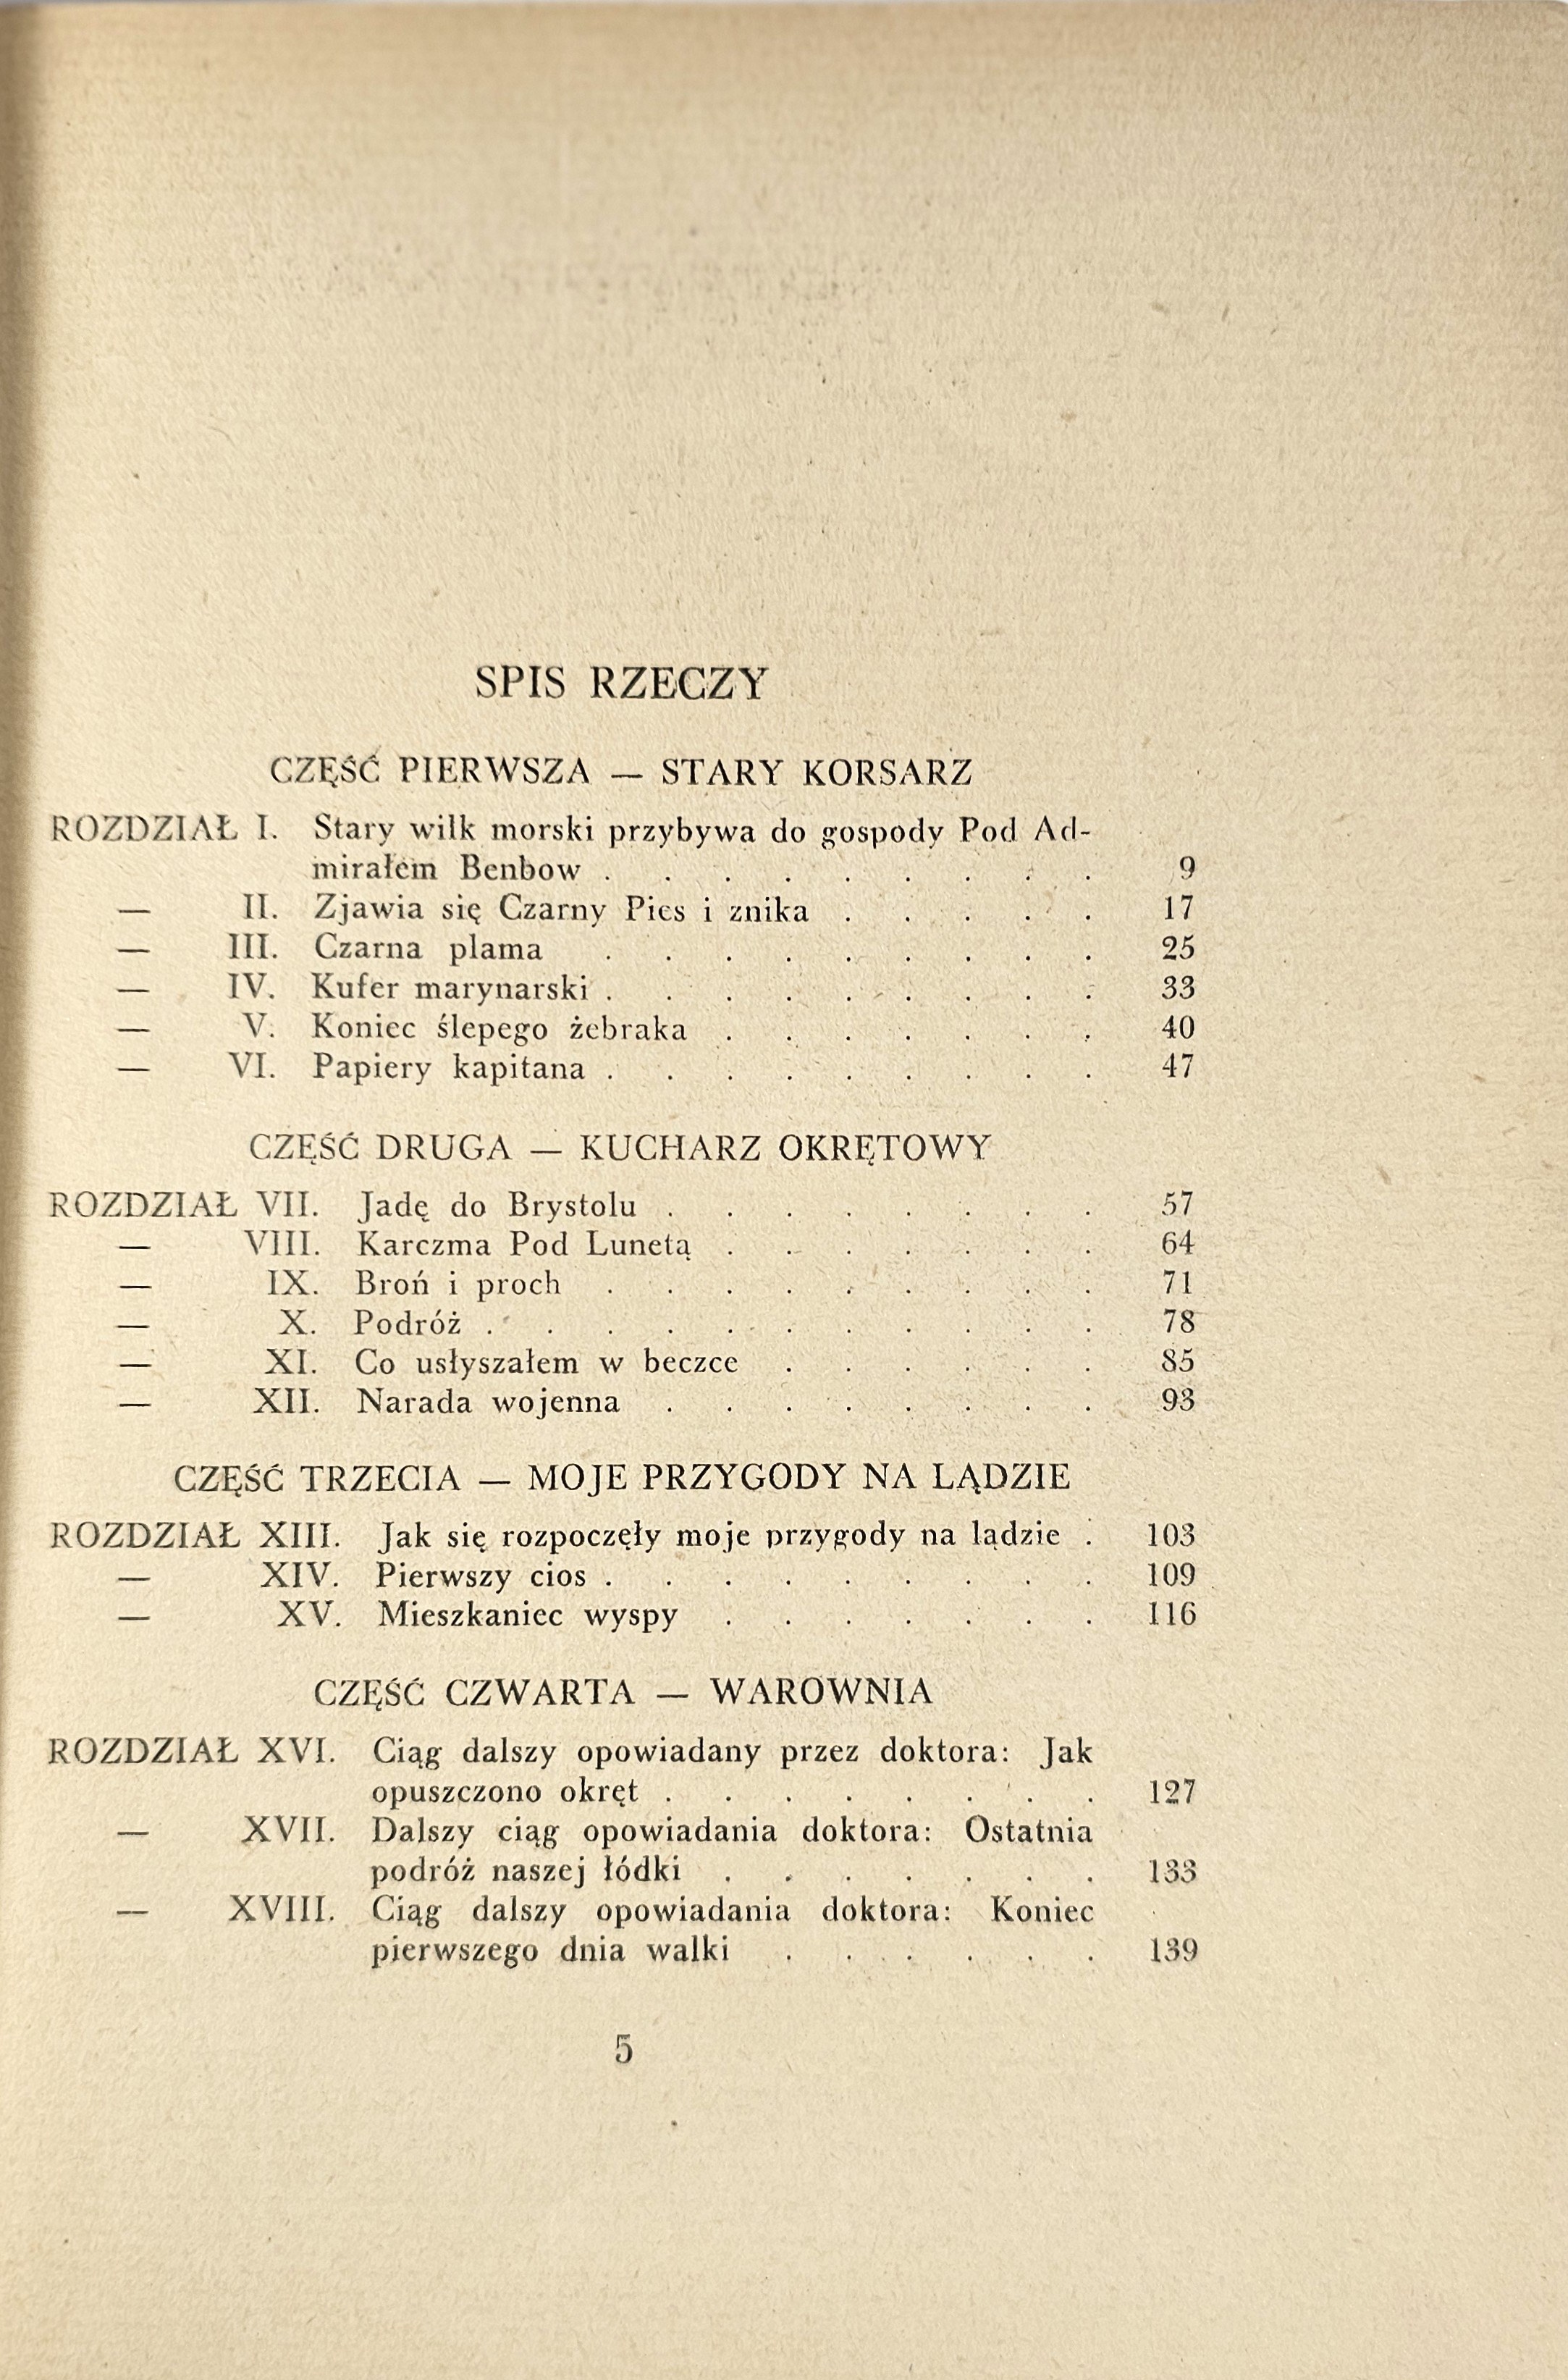 SPIS RZECZY
CZĘŚĆ PIERWSZA — STARY KORSARZ
ROZDZIAŁ I. Stary wilk morski przybywa do gospody Pod Ad-
mirałem Benbow . . . . . . . . . 9
— II. Zjawia się Czarny Pies i znika . . . . . 17
— III. Czarna plama . . . . . . . . . 25
— IV. Kufer marynarski . . . . . . . . . 33
— V. Koniec ślepego żebraka . . . . . . . 40
— VI. Papiery kapitana . . . . . . . . . 47
CZĘŚĆ DRUGA — KUCHARZ OKRĘTOWY
ROZDZIAŁ VII. Jadę do Brystolu . . . . . . . . 57
— VIII. Karczma Pod Lunetą . . . . . . . 64
— IX. Broń i proch . . . . . . . . . 71
— X. Podróż . . . . . . . . . . . 78
— XI. Co usłyszałem w beczce . . . . . . 85
— XII. Narada wojenna . . . . . . . . 93
CZĘŚĆ TRZECIA — MOJE PRZYGODY NA LĄDZIE
ROZDZIAŁ XIII. Jak się rozpoczęły moje przygody na lądzie . 103
— XIV. Pierwszy cios . . . . . . . . . 109
— XV. Mieszkaniec wyspy . . . . . . . 116
CZĘŚĆ CZWARTA — WAROWNIA
ROZDZIAŁ XVI. Ciąg dalszy opowiadany przez doktora: Jak
opuszczono okręt . . . . . . . . 127
— XVII. Dalszy ciąg opowiadania doktora: Ostatnia
podróż naszej łódki . . . . . . . 133
— XVIII. Ciąg dalszy opowiadania doktora: Koniec
pierwszego dnia walki . . . . . . 139
5